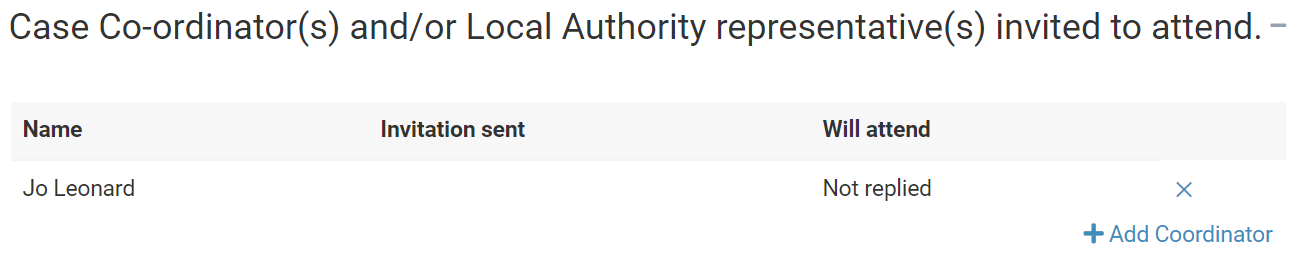 Case Co-ordinator(s) and/or Local Authority representative(s) invited to attend.
Name Invitation sent Will attend
Jo Leonard Not replied
Add Coordinator